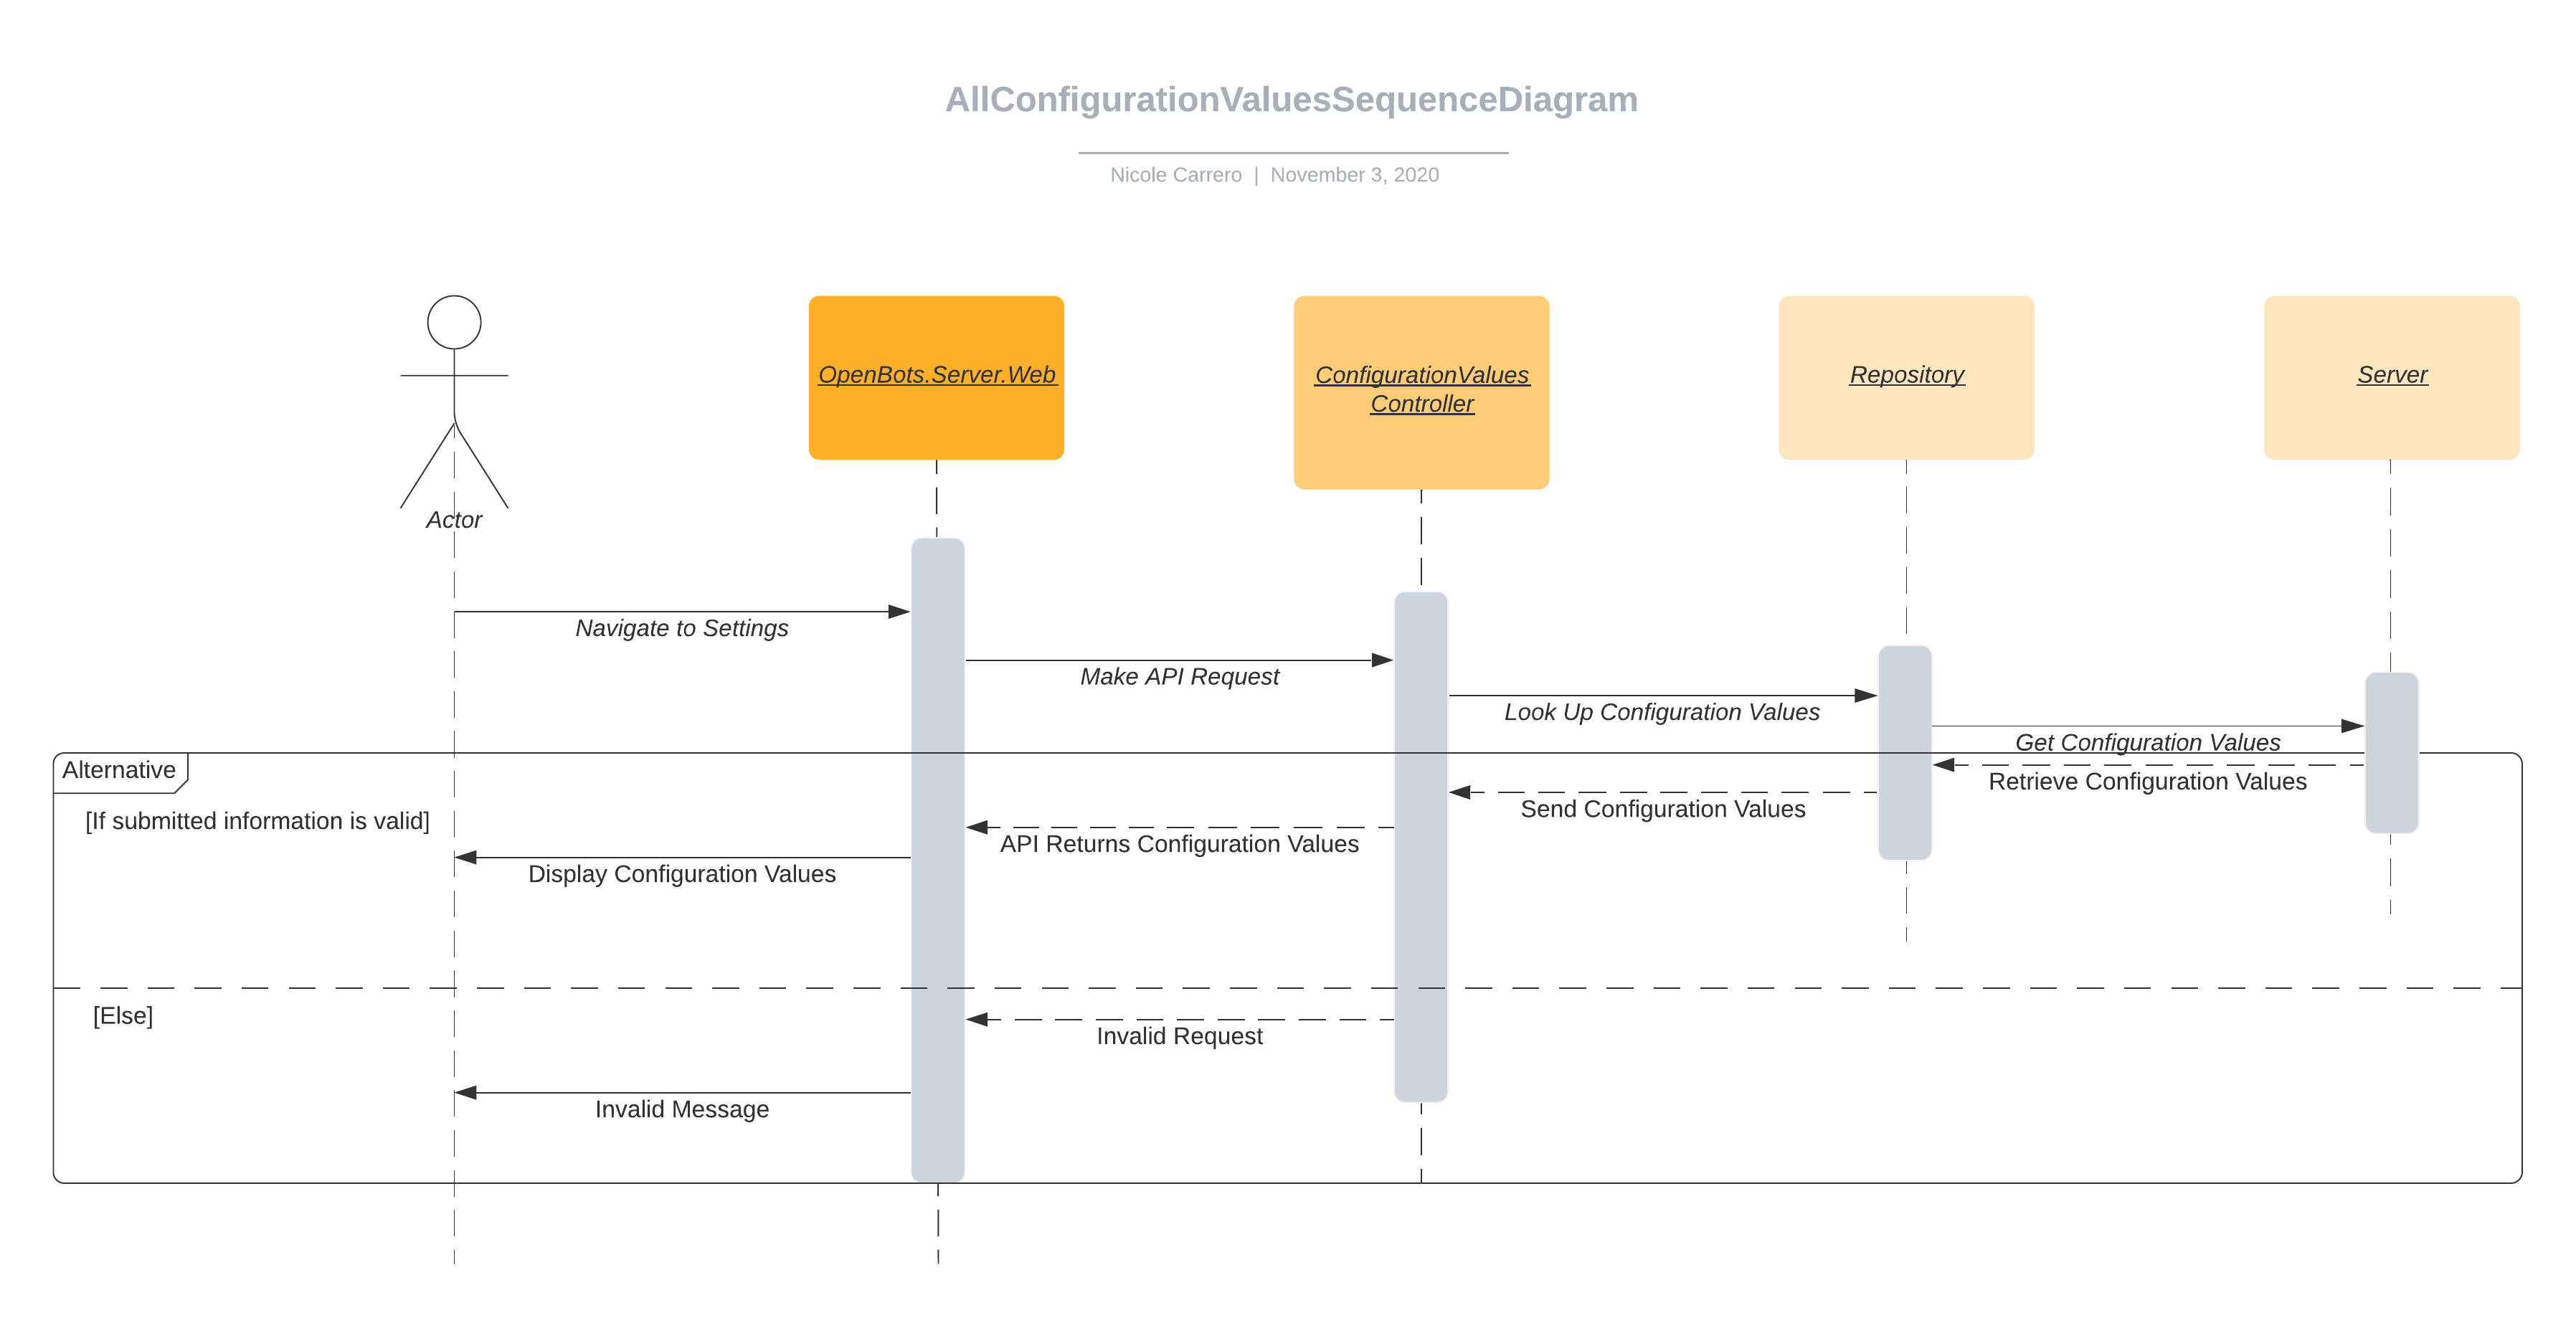 AllConfigurationValuesSequenceDiagram
Nicole Carrero | November 3, 2020
Actor
OpenBots.Server.Web
ConfigurationValues
Controller
Repository
Server
Navigate to Settings
Make API Request
Look Up Configuration Values
Get Configuration Values
Alternative
Retrieve Configuration Values
Send Configuration Values
[If submitted information is valid]
API Returns Configuration Values
Display Configuration Values
[Else]
Invalid Request
Invalid Message